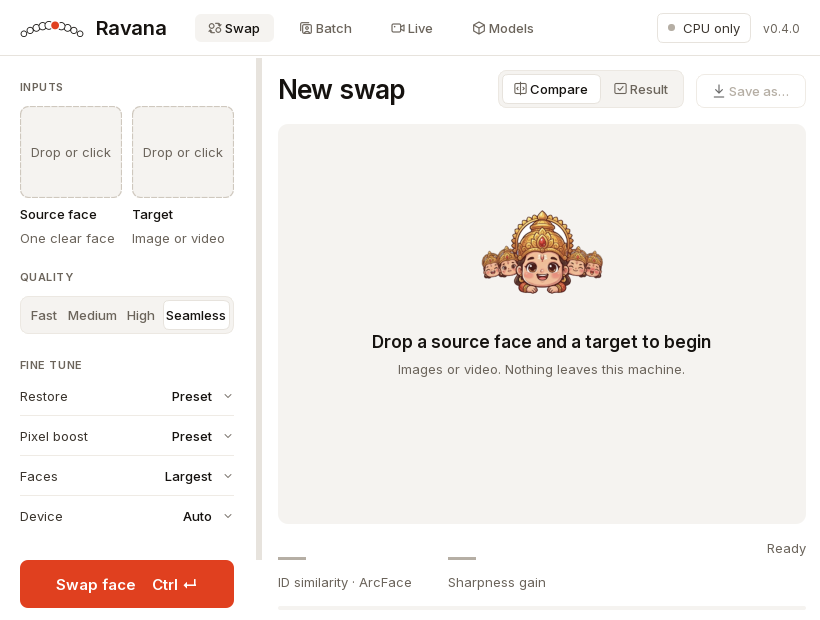 Ravana
Swap
Batch
Live
Models
CPU only
v0.4.0
INPUTS
Drop or click
Drop or click
Source face
Target
One clear face
Image or video
QUALITY
Fast
Medium
High
Seamless
FINE TUNE
Restore
Preset
Pixel boost
Preset
Faces
Largest
Device
Auto
Swap face Ctrl ↵
New swap
Compare
Result
Save as...
Drop a source face and a target to begin
Images or video. Nothing leaves this machine.
Ready
ID similarity · ArcFace
Sharpness gain